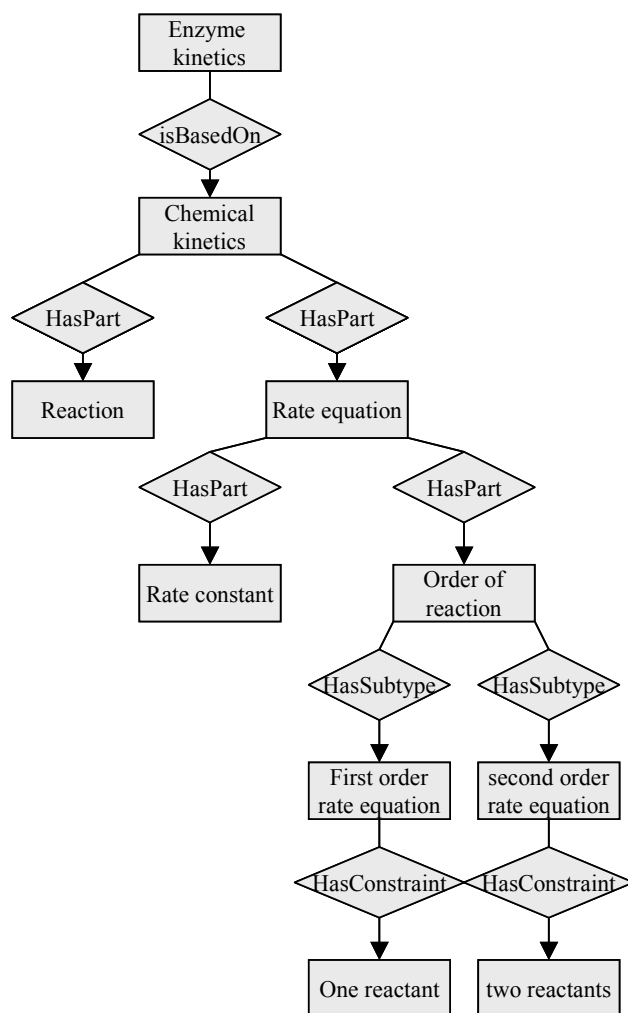 Enzyme
kinetics
isBasedOn
Chemical
kinetics
HasPart
HasPart
Reaction
Rate equation
HasPart
HasPart
Rate constant
Order of
reaction
HasSubtype
HasSubtype
First order
rate equation
second order
rate equation
HasConstraint
HasConstraint
One reactant
two reactants